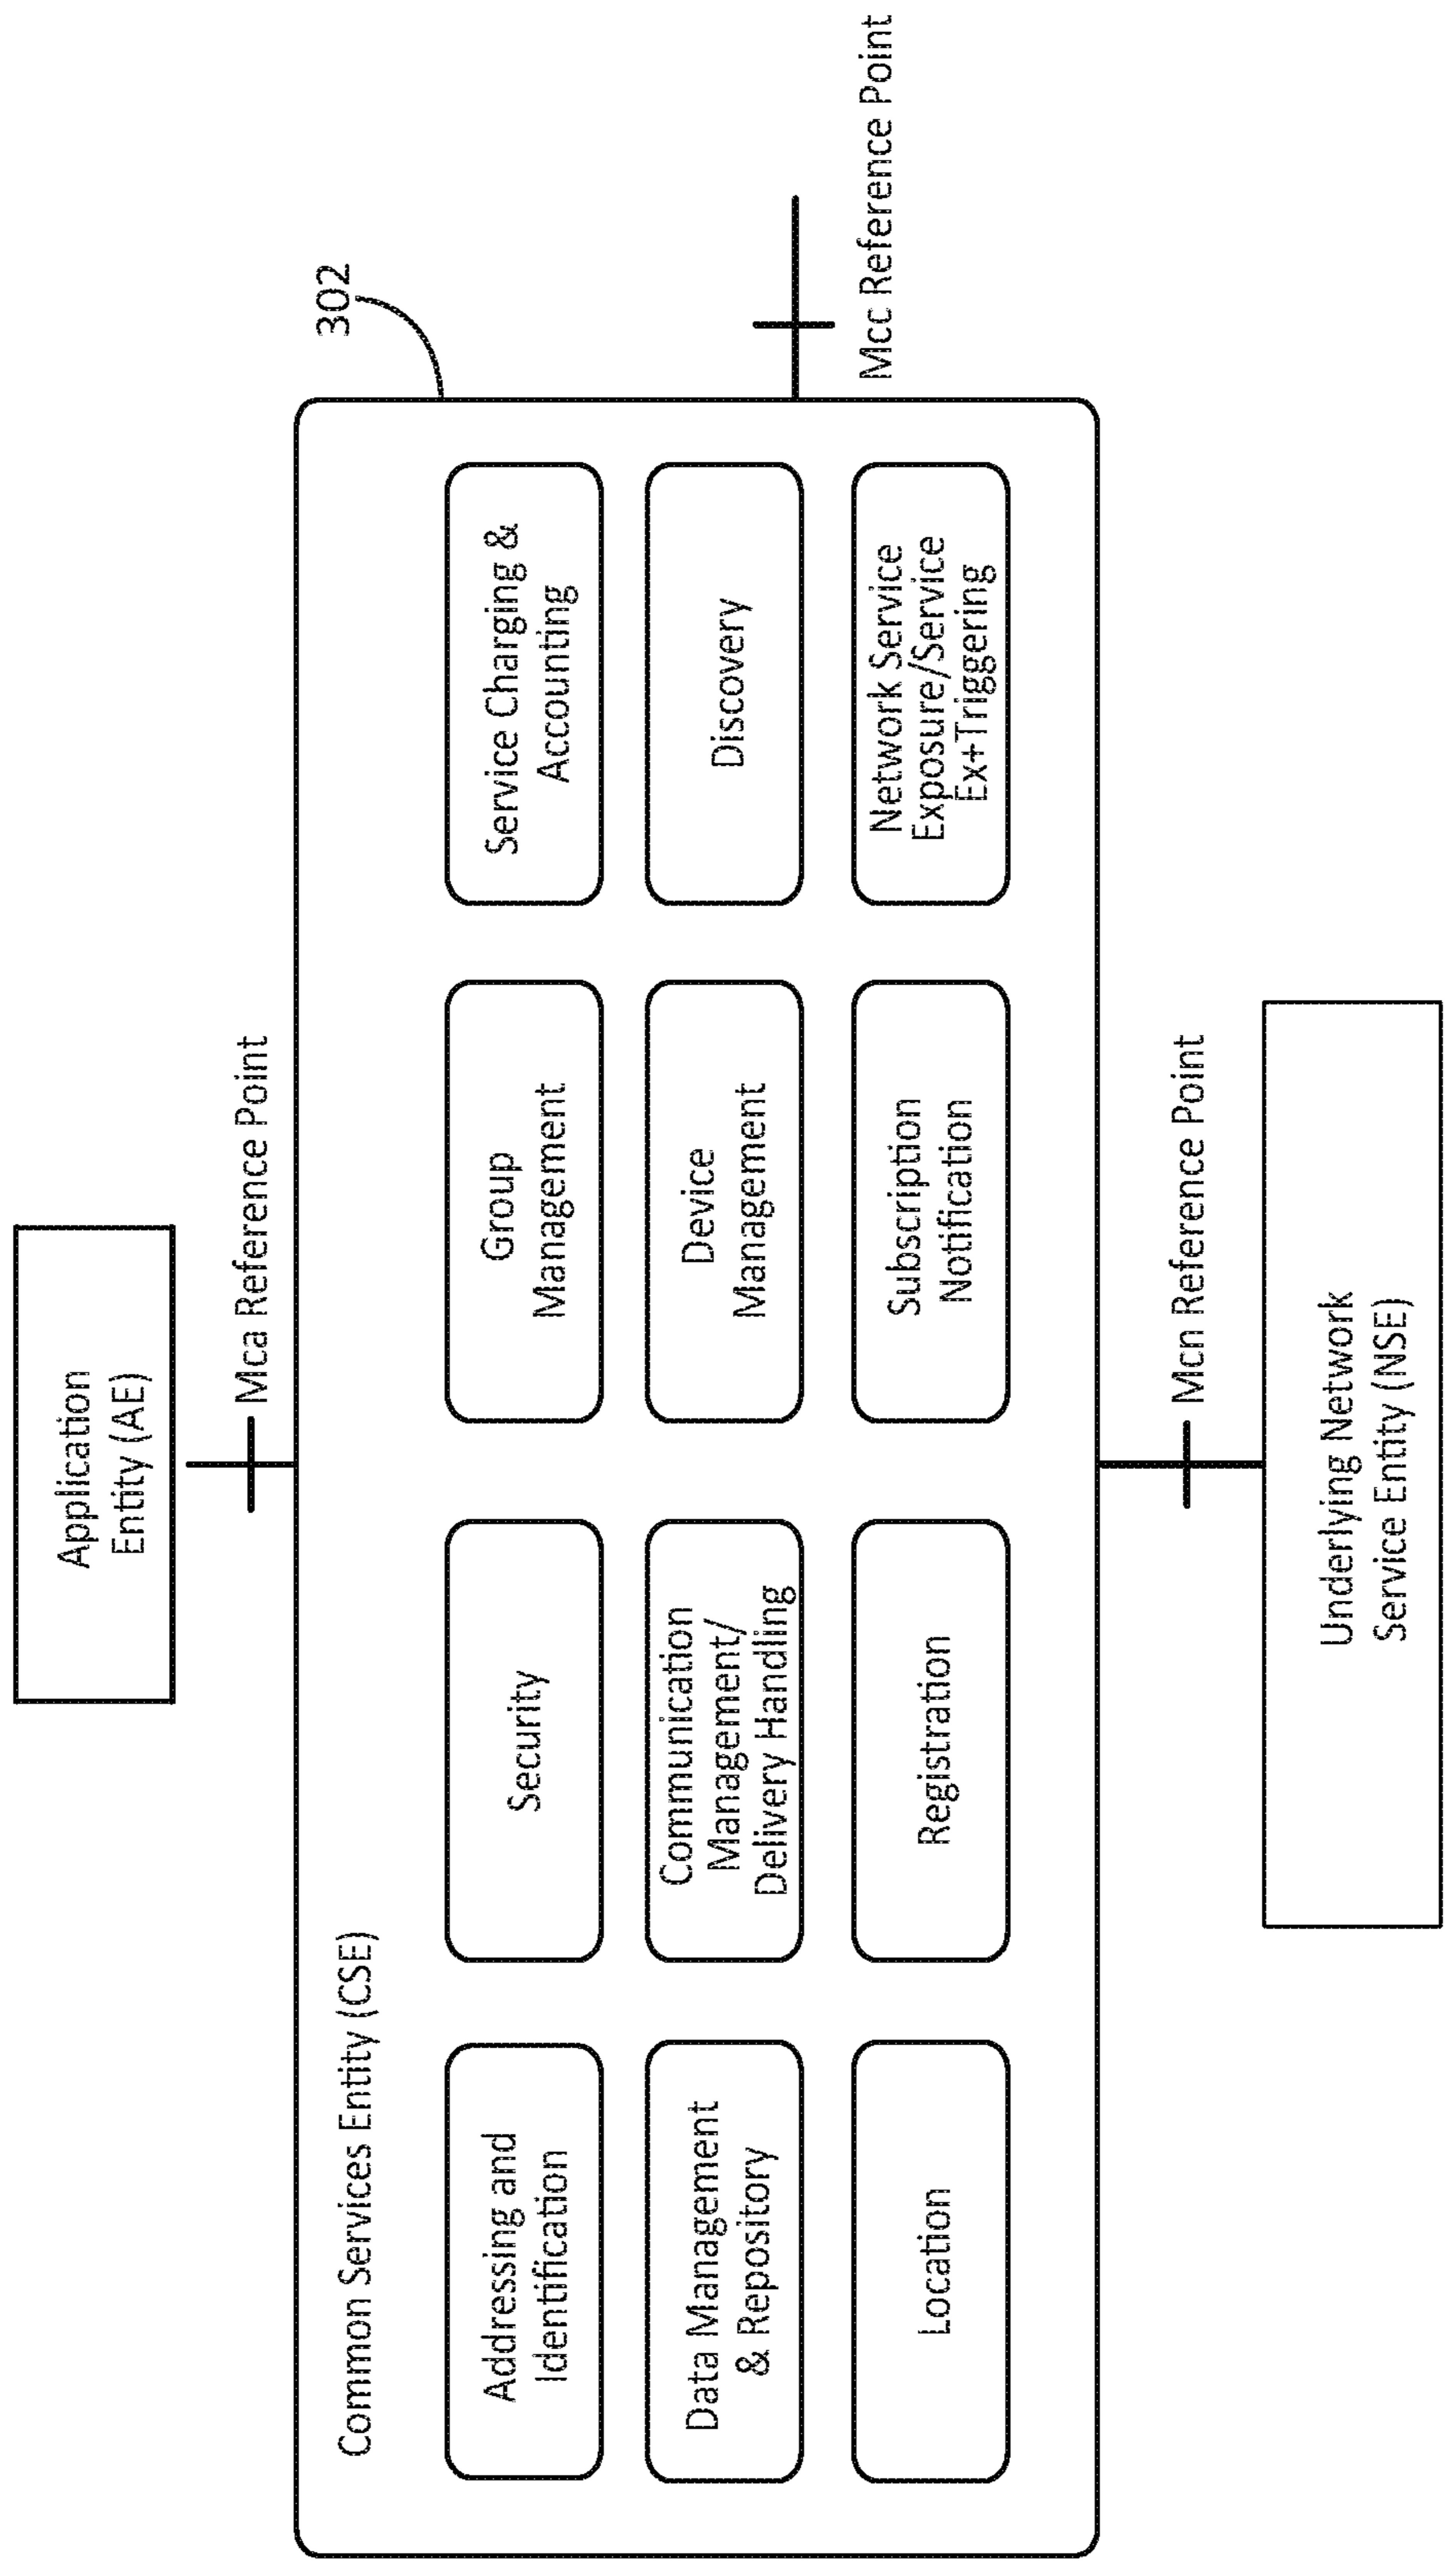 Application
Entity (AE)
Mca Reference Point
302
Common Services Entity (CSE)
Addressing and
Identification
Security
Group
Management
Service Charging &
Accounting
Data Management
& Repository
Communication
Management/
Delivery Handling
Device
Management
Discovery
Location
Registration
Subscription
Notification
Network Service
Exposure/Service
Ex+Triggering
Mcc Reference Point
Mcn Reference Point
Underlying Network
Service Entity (NSE)